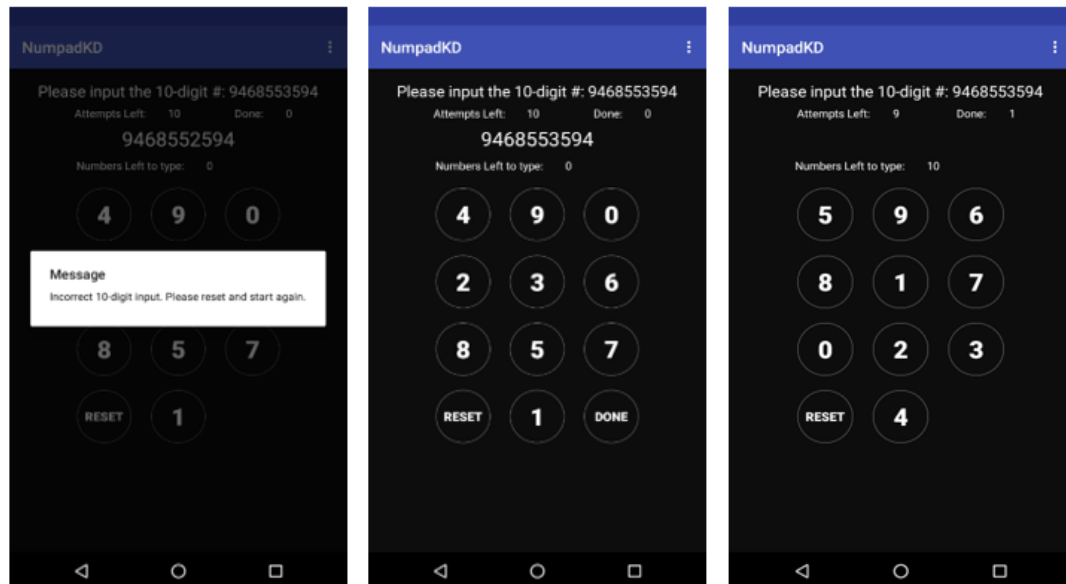 NumpadKD
Please input the 10-digit #: 9468553594
Attempts Left: 10 Done: 0
9468552594
Numbers Left to type: 0
4 9 0
Message
Incorrect 10-digit input. Please reset and start again.
8 5 7
RESET 1
NumpadKD
Please input the 10-digit #: 9468553594
Attempts Left: 10 Done: 0
9468553594
Numbers Left to type: 0
4 9 0
2 3 6
8 5 7
RESET 1 DONE
NumpadKD
Please input the 10-digit #: 9468553594
Attempts Left: 9 Done: 1
Numbers Left to type: 10
5 9 6
8 1 7
0 2 3
RESET 4